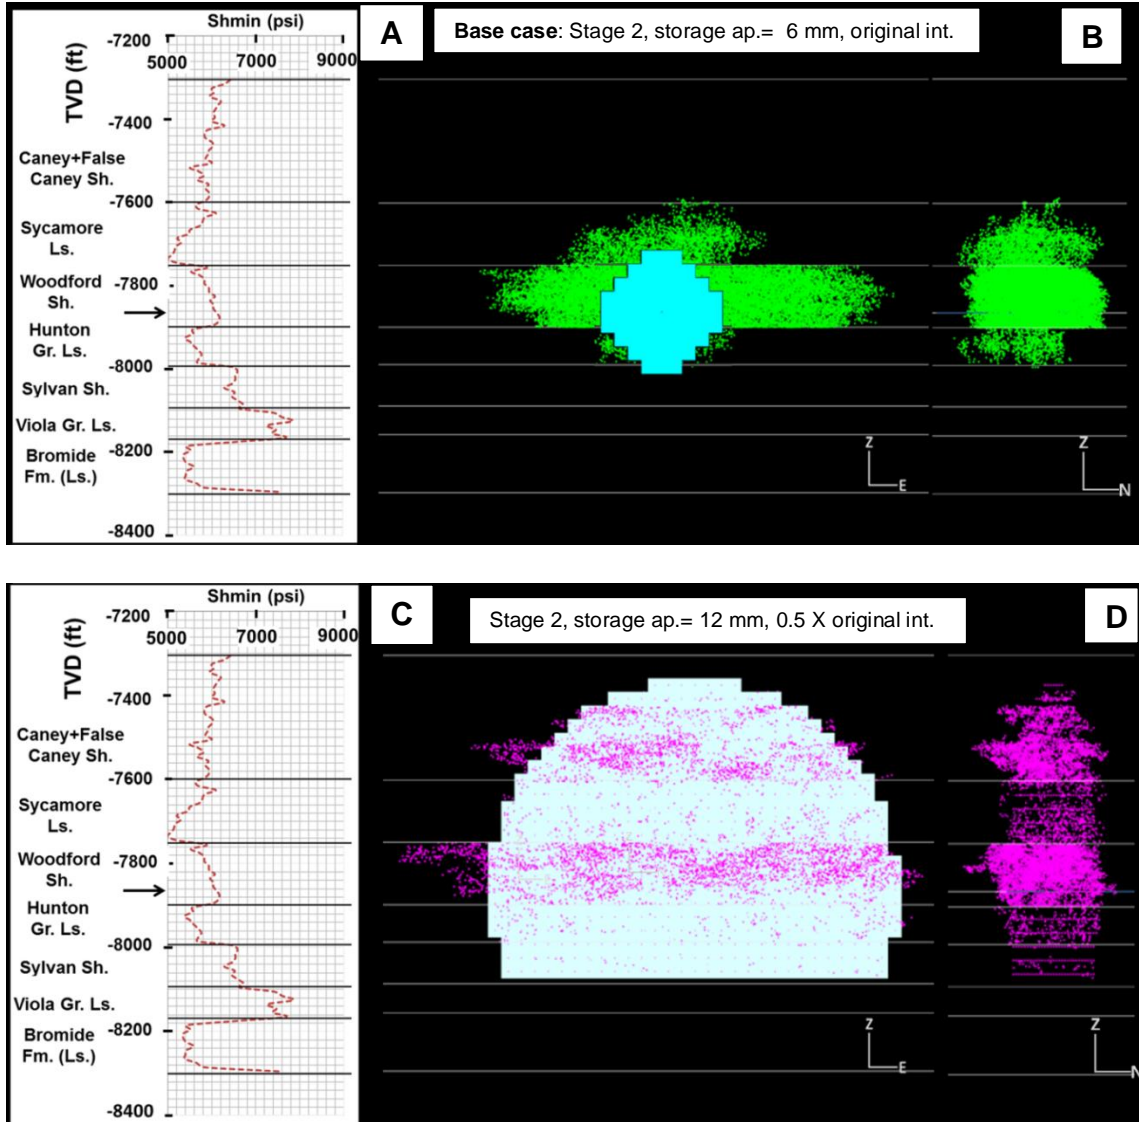 Shmin (psi)
-7200
5000 7000 9000
TVD (ft)
-7400
Caney+False
Caney Sh.
-7600
Sycamore
Ls.
Woodford
Sh.
-7800
Hunton
Gr. Ls.
-8000
Sylvan Sh.
Viola Gr. Ls.
-8200
Bromide
Fm. (Ls.)
-8400
A
Base case: Stage 2, storage ap.= 6 mm, original int.
B
Z
E
Z
N
Shmin (psi)
-7200
5000 7000 9000
TVD (ft)
-7400
Caney+False
Caney Sh.
-7600
Sycamore
Ls.
Woodford
Sh.
-7800
Hunton
Gr. Ls.
-8000
Sylvan Sh.
Viola Gr. Ls.
-8200
Bromide
Fm. (Ls.)
-8400
C
Stage 2, storage ap.= 12 mm, 0.5 X original int.
D
Z
E
Z
N